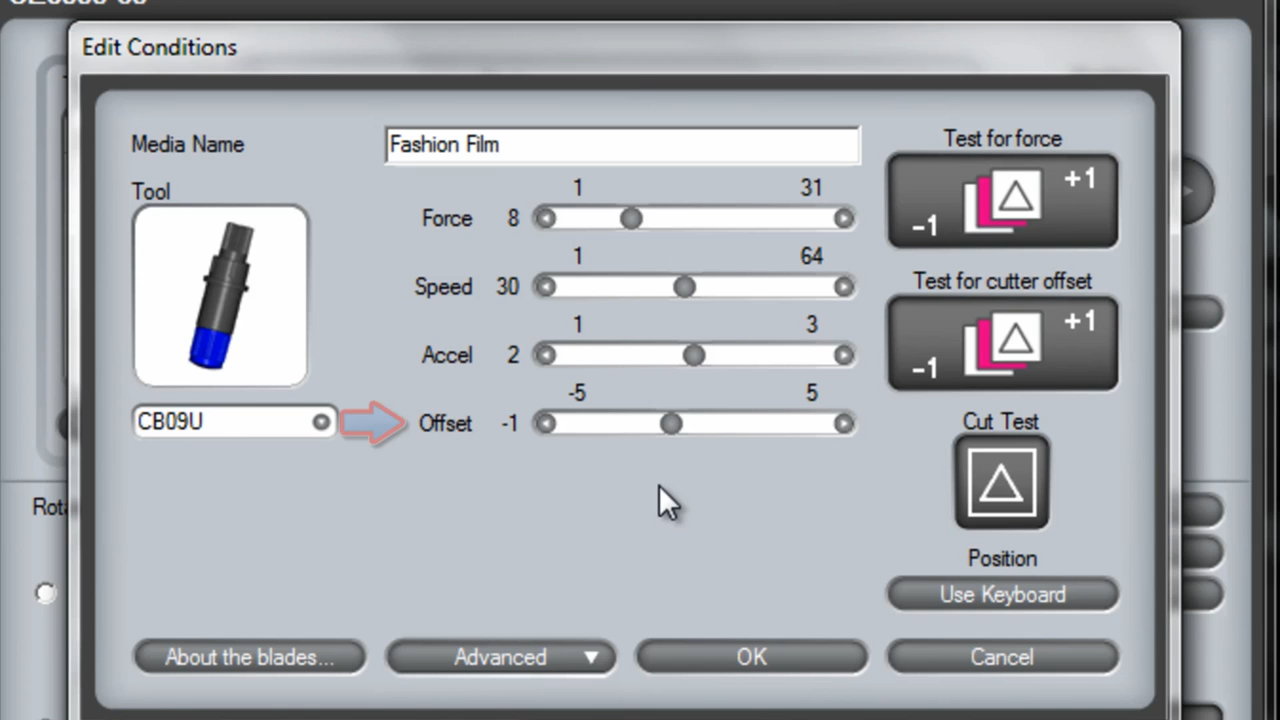 Edit Conditions
Media Name
Fashion Film
Test for force
Tool
1 31
-1 +1
Force 8
1 64
Speed 30
Test for cutter offset
1 3
-1 +1
Accel 2
-5 5
CB09U
Offset -1
Cut Test
Position
Use Keyboard
About the blades...
Advanced
OK
Cancel